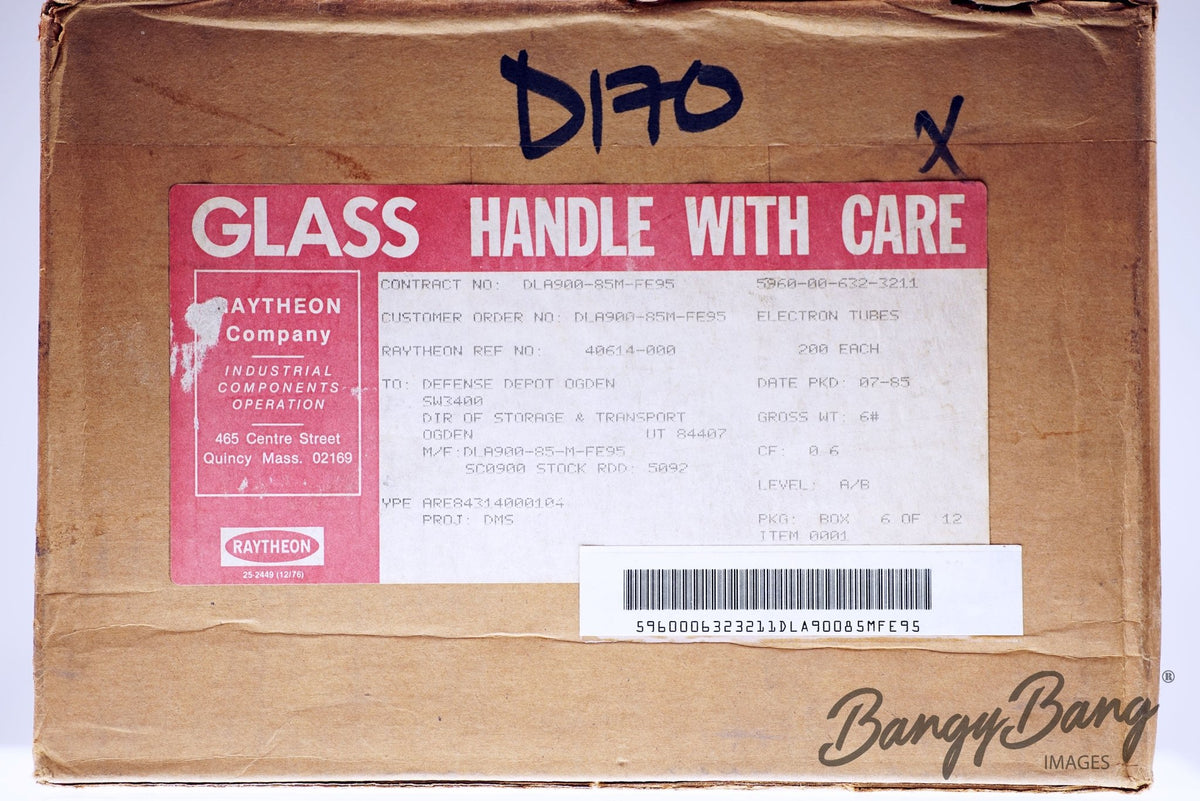 D170
X
GLASS HANDLE WITH CARE
RAYTHEON
Company
INDUSTRIAL
COMPONENTS
OPERATION
465 Centre Street
Quincy Mass. 02169
RAYTHEON
25-2449 (12/76)
CONTRACT NO: DLA900-85M-FE95 5960-00-632-3211
CUSTOMER ORDER NO: DLA900-85M-FE95 ELECTRON TUBES
RAYTHEON REF NO: 40614-000 200 EACH
TO: DEFENSE DEPOT OGDEN DATE PKD: 07-85
SW3400
DIR OF STORAGE & TRANSPORT GROSS WT: 6#
OGDEN UT 84407
M/F:DLA900-85-M-FE95 CF: 0.6
SC0900 STOCK RDD: 5092
LEVEL: A/B
YPE ARE84314000104
PROJ: DMS PKG: BOX 6 OF 12
ITEM 0001
5960006323211DLA90085MFE95
BangyBang®
IMAGES